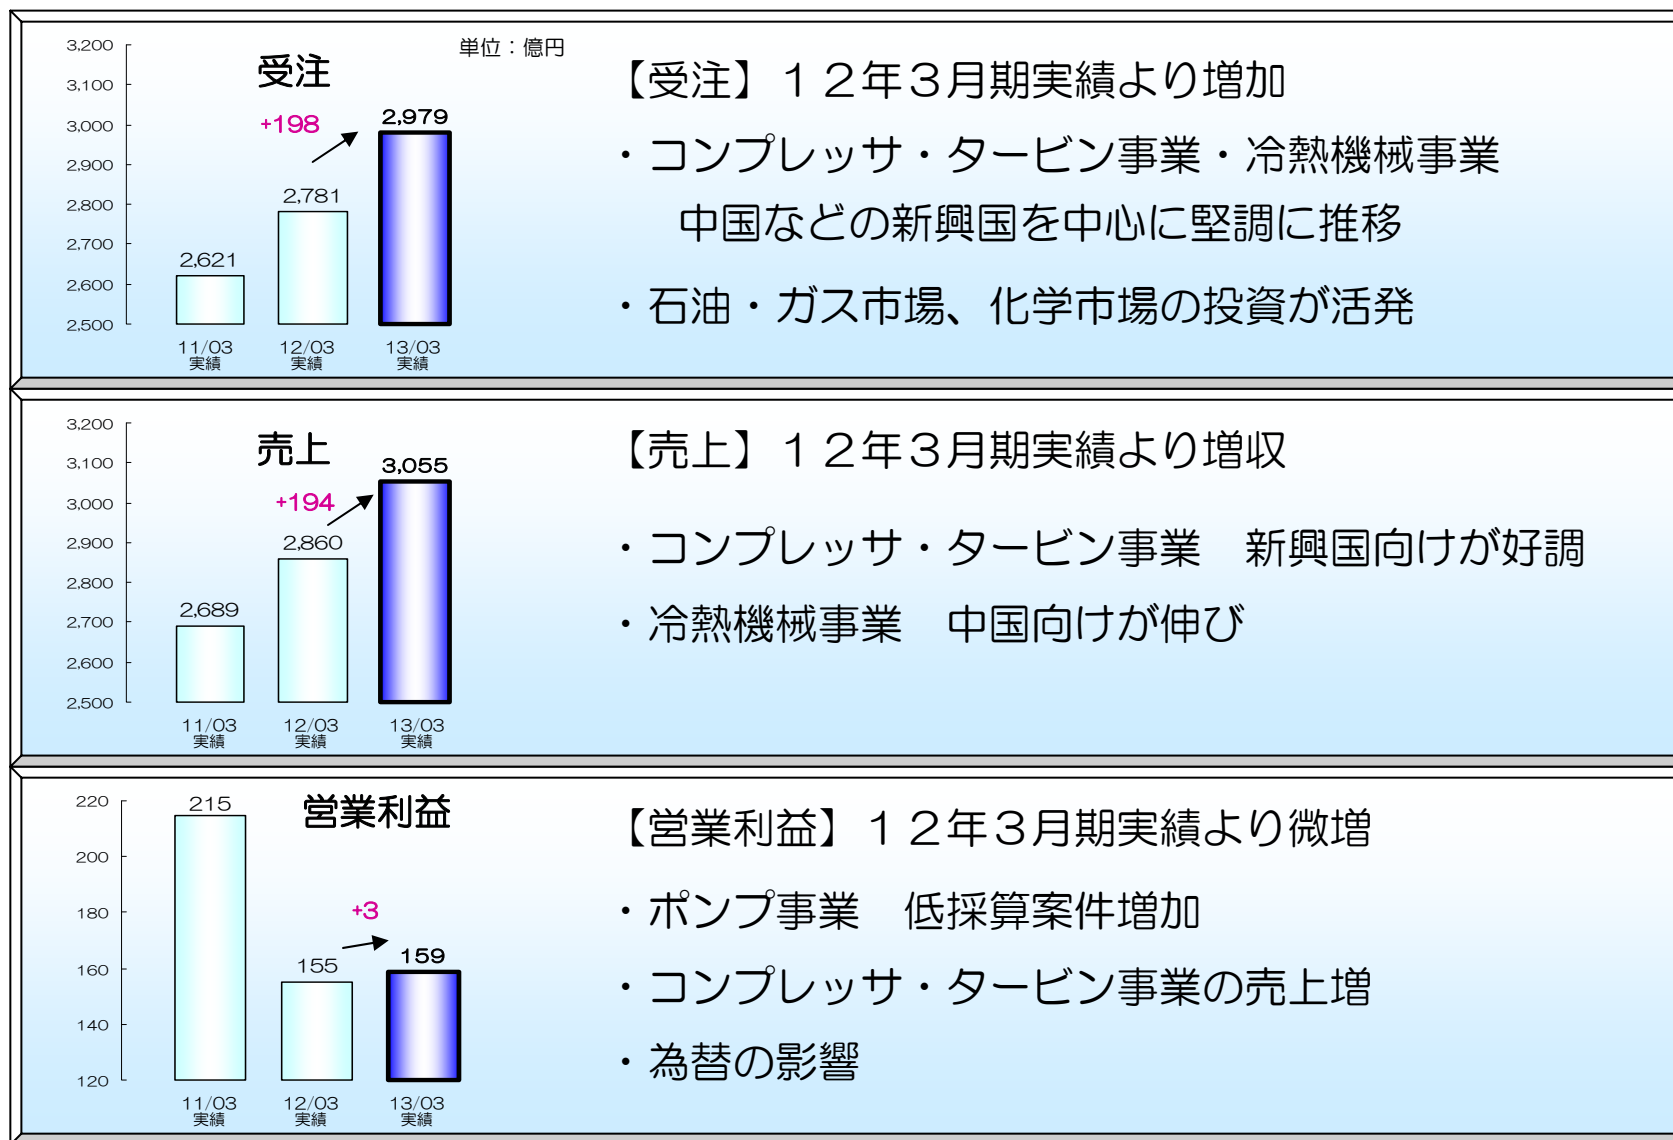 単位：億円
受注
3,200
3,100
3,000
2,900
2,800
2,700
2,600
2,500
+198
2,621
2,781
2,979
11/03
実績
12/03
実績
13/03
実績
【受注】１２年３月期実績より増加
・コンプレッサ・タービン事業・冷熱機械事業
中国などの新興国を中心に堅調に推移
・石油・ガス市場、化学市場の投資が活発
売上
3,200
3,100
3,000
2,900
2,800
2,700
2,600
2,500
+194
2,689
2,860
3,055
11/03
実績
12/03
実績
13/03
実績
【売上】１２年３月期実績より増収
・コンプレッサ・タービン事業　新興国向けが好調
・冷熱機械事業　中国向けが伸び
営業利益
220
200
180
160
140
120
+3
215
155
159
11/03
実績
12/03
実績
13/03
実績
【営業利益】１２年３月期実績より微増
・ポンプ事業　低採算案件増加
・コンプレッサ・タービン事業の売上増
・為替の影響